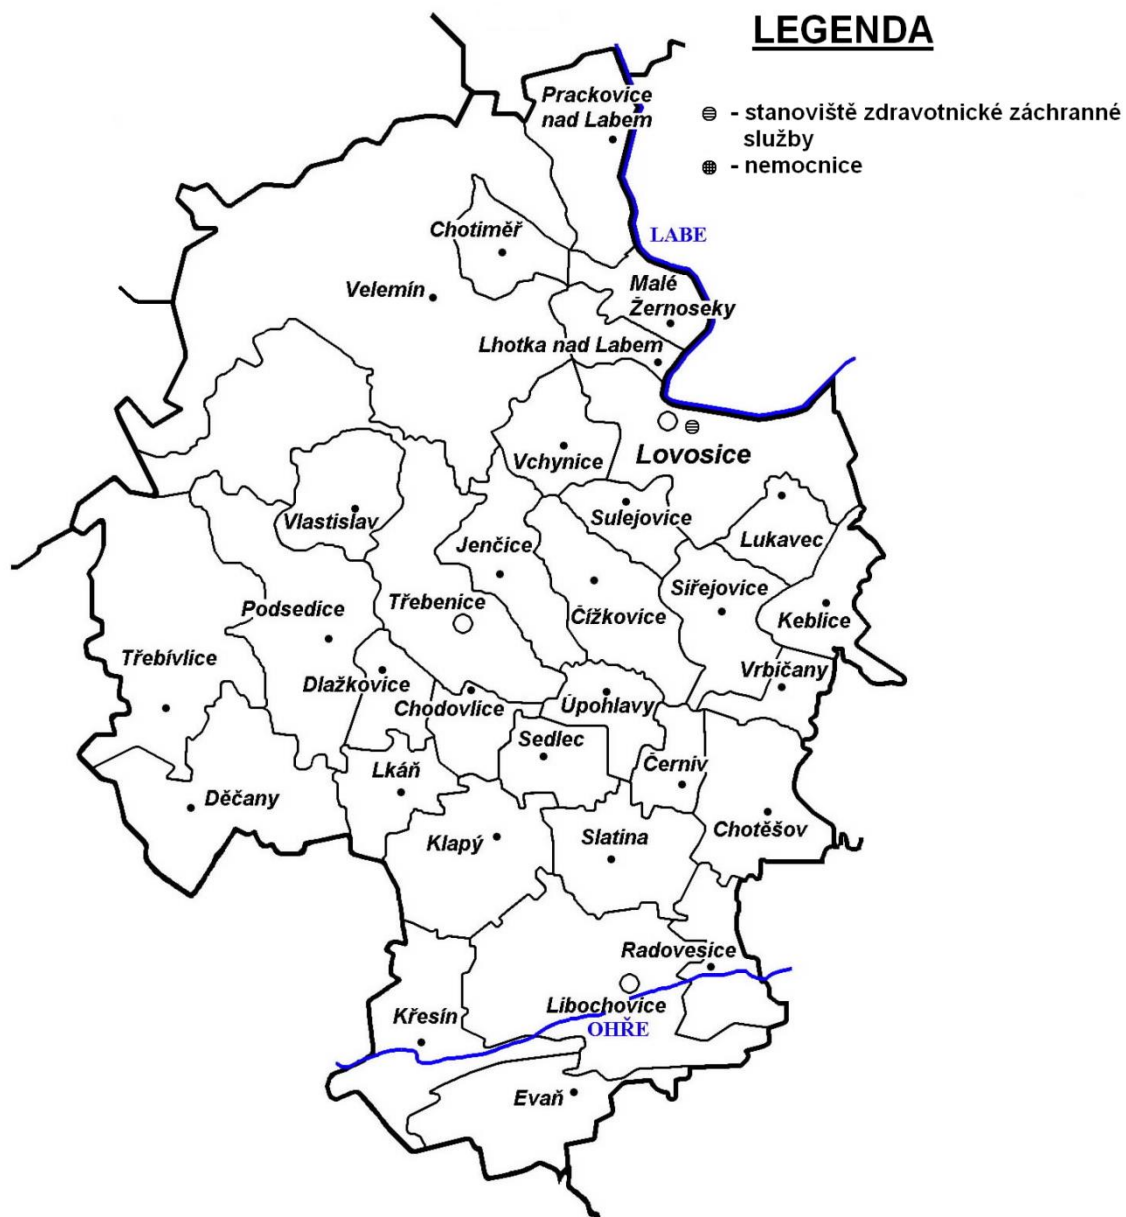 LEGENDA
- stanoviště zdravotnické záchranné
služby
- nemocnice
Prackovice
nad Labem
Chotiměř
LABE
Velemín
Malé
Žernoseky
Lhotka nad Labem
Lovosice
Vchynice
Vlastislav
Sulejovice
Lukavec
Jenčice
Třebenice
Čížkovice
Siřejovice
Keblice
Podsedice
Třebívlice
Dlažkovice
Chodovlice
Úpohlavy
Vrbičany
Sedlec
Černiv
Lkáň
Děčany
Klapý
Slatina
Chotěšov
Radovesice
Libochovice
Křesín
OHŘE
Evaň